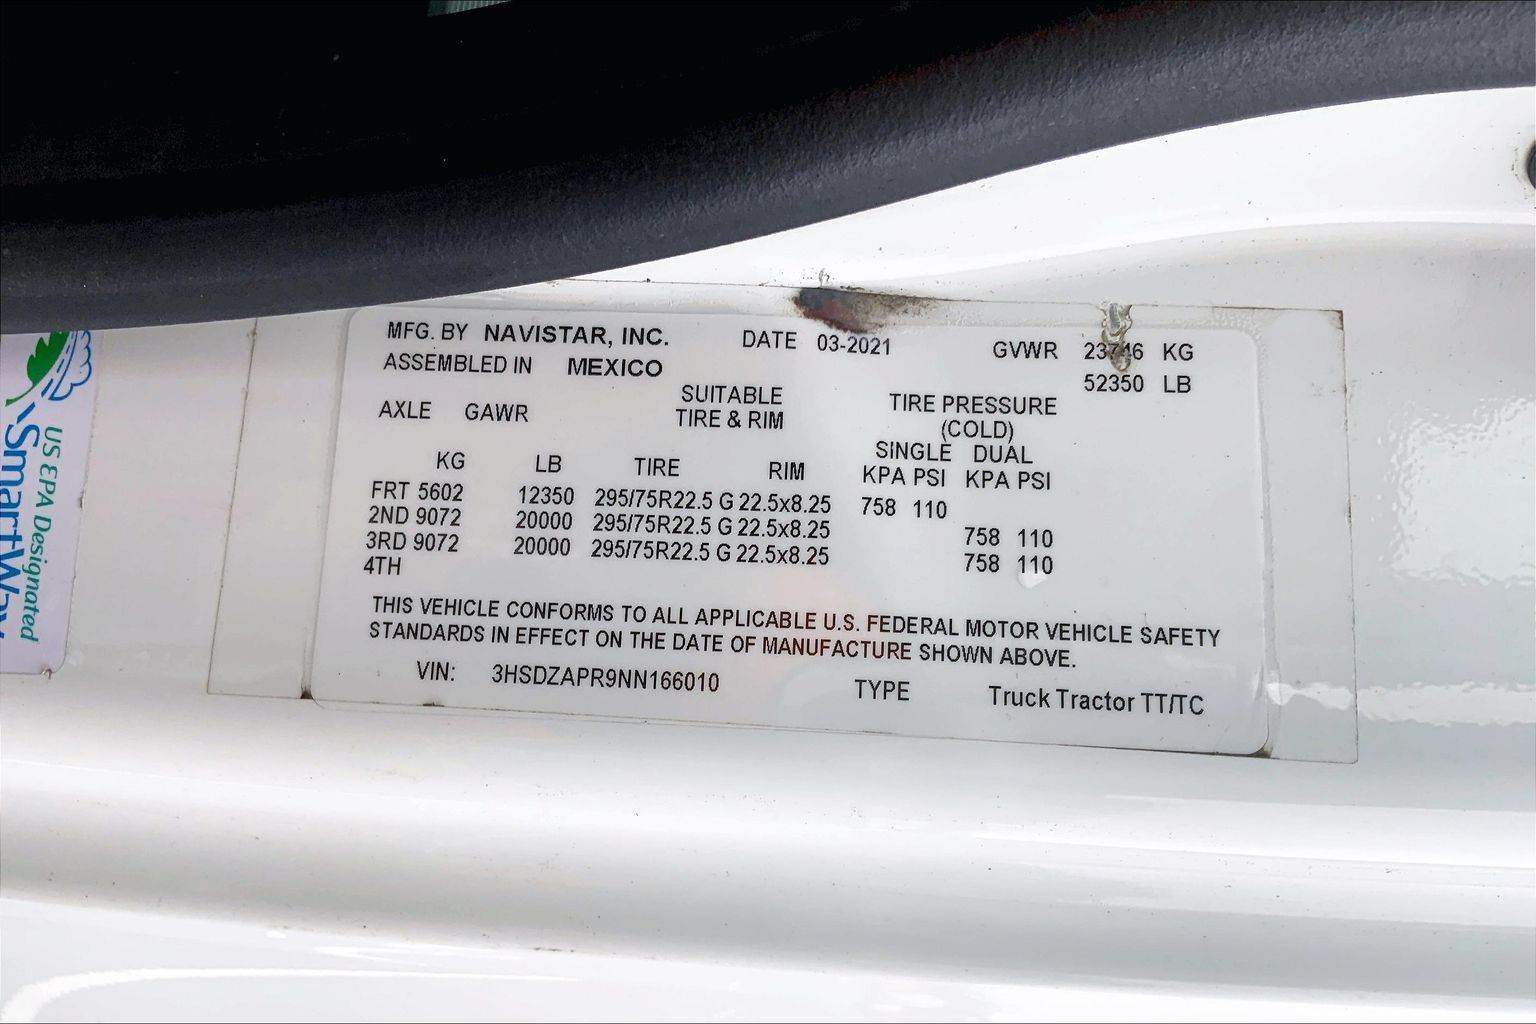 MFG. BY NAVISTAR, INC. DATE 03-2021 GVWR 23746 KG
ASSEMBLED IN MEXICO 52350 LB
AXLE GAWR SUITABLE TIRE PRESSURE
TIRE & RIM (COLD)
SINGLE DUAL
KG LB TIRE RIM KPA PSI KPA PSI
FRT 5602 12350 295/75R22.5 G 22.5x8.25 758 110
2ND 9072 20000 295/75R22.5 G 22.5x8.25 758 110
3RD 9072 20000 295/75R22.5 G 22.5x8.25 758 110
4TH
THIS VEHICLE CONFORMS TO ALL APPLICABLE U.S. FEDERAL MOTOR VEHICLE SAFETY
STANDARDS IN EFFECT ON THE DATE OF MANUFACTURE SHOWN ABOVE.
VIN: 3HSDZAPR9NN166010 TYPE Truck Tractor TT/TC
US EPA Designated
SmartWay